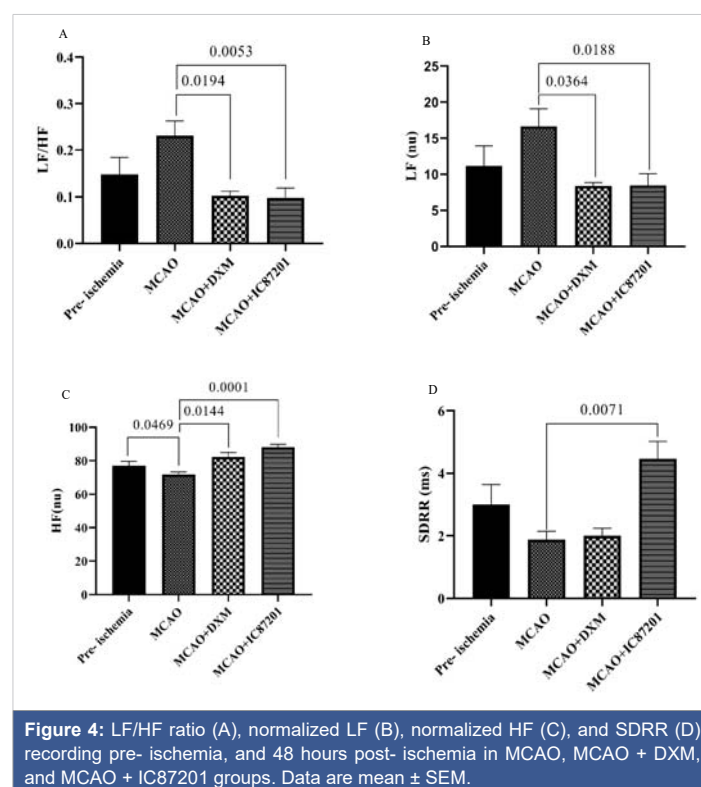 A
0.0053
0.0194
0.4
0.3
0.2
0.1
0.0
LF/HF
Pre- ischemia
MCAO
MCAO+DXM
MCAO+IC87201
B
0.0188
0.0364
25
20
15
10
5
0
LF (nu)
Pre- ischemia
MCAO
MCAO+DXM
MCAO+IC87201
C
0.0001
0.0144
0.0469
100
80
60
40
20
0
HF(nu)
Pre- ischemia
MCAO
MCAO+DXM
MCAO+IC87201
D
0.0071
6
4
2
0
SDRR (ms)
Pre- ischemia
MCAO
MCAO+DXM
MCAO+IC87201
Figure 4: LF/HF ratio (A), normalized LF (B), normalized HF (C), and SDRR (D)
recording pre- ischemia, and 48 hours post- ischemia in MCAO, MCAO + DXM,
and MCAO + IC87201 groups. Data are mean ± SEM.